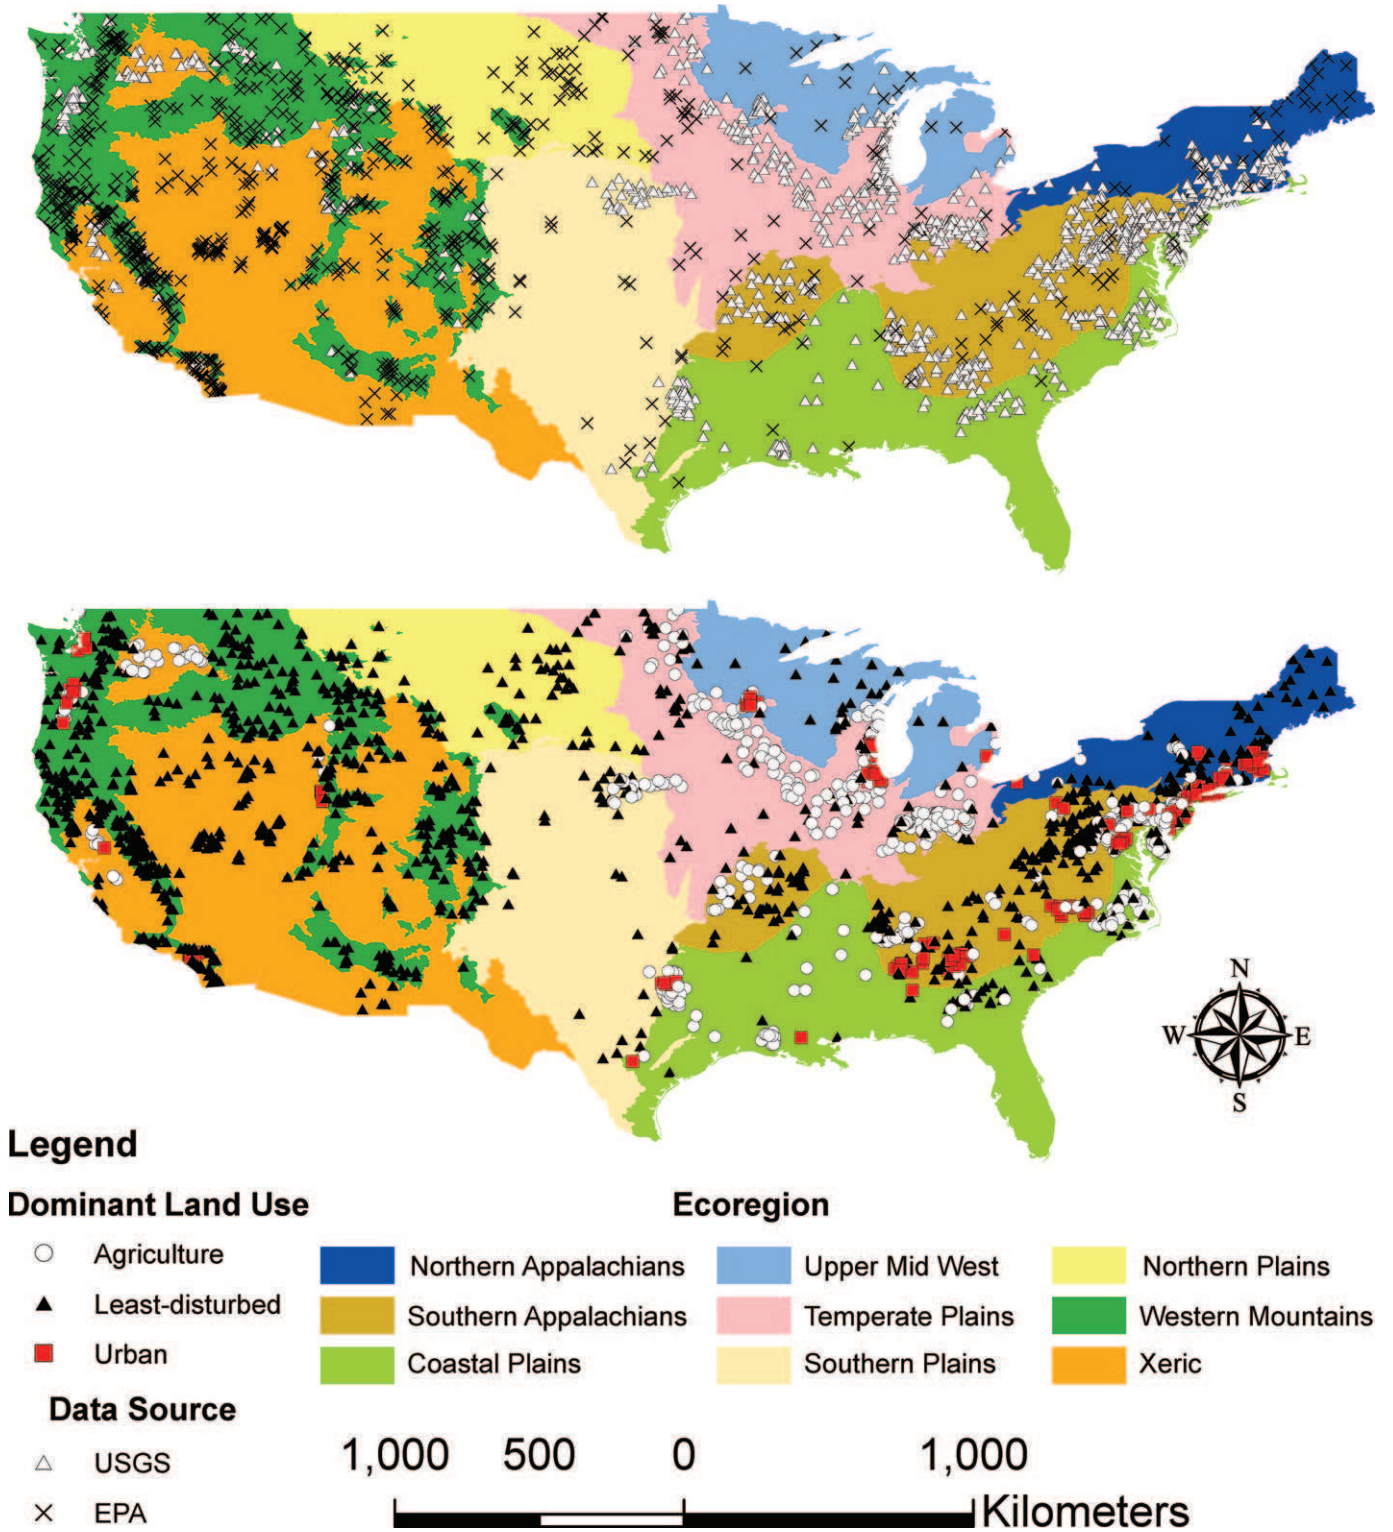 N
W E
S
Legend
Dominant Land Use Ecoregion
Agriculture Northern Appalachians Upper Mid West Northern Plains
Least-disturbed Southern Appalachians Temperate Plains Western Mountains
Urban Coastal Plains Southern Plains Xeric
Data Source
USGS 1,000 500 0 1,000
EPA Kilometers